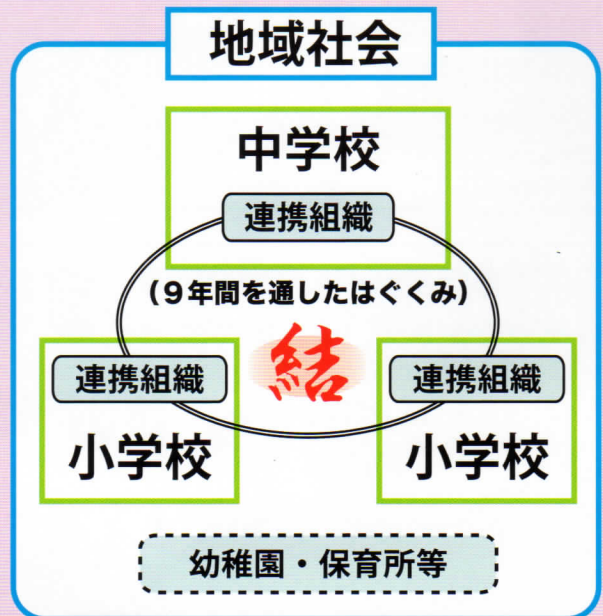 地域社会
中学校
連携組織
（9年間を通したはぐくみ）
結
連携組織
連携組織
小学校
小学校
幼稚園・保育所等